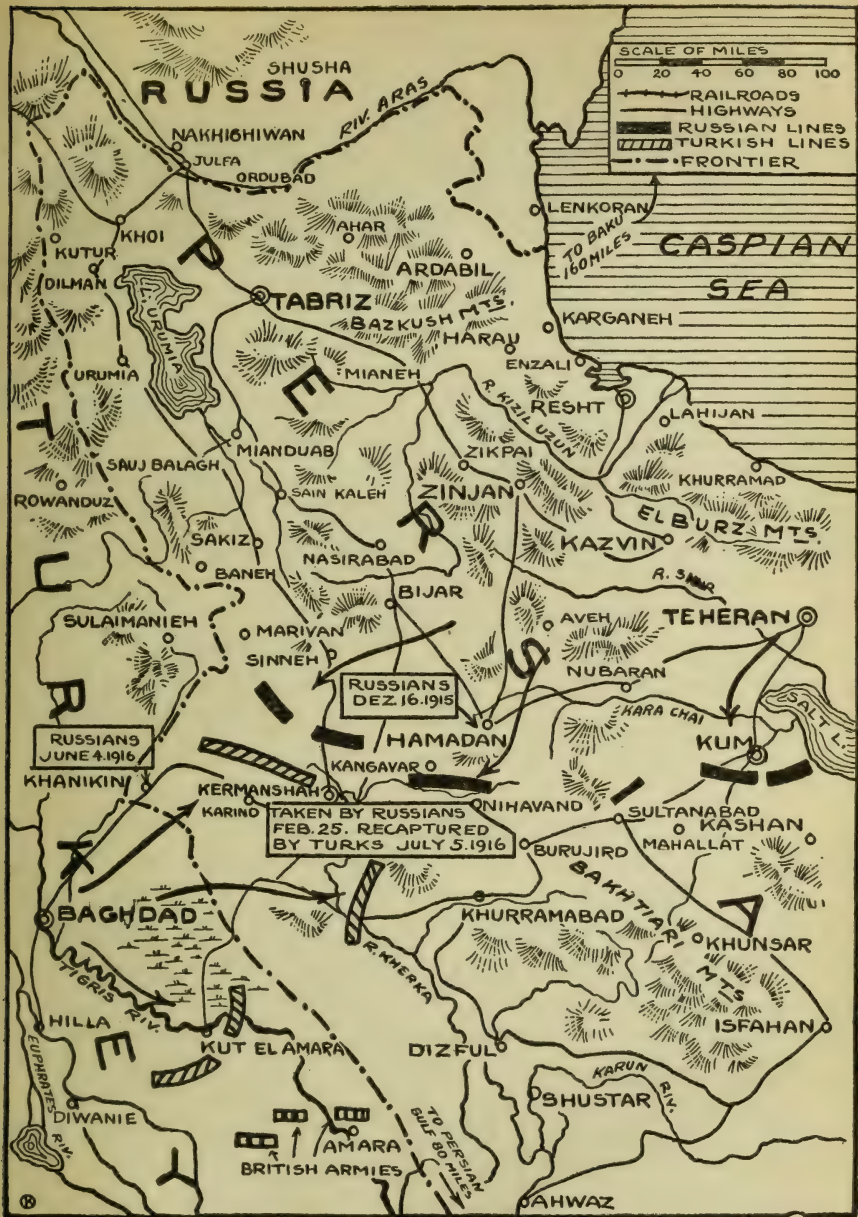 SCALE OF MILES
0 20 40 60 80 100
RAILROADS
HIGHWAYS
RUSSIAN LINES
TURKISH LINES
FRONTIER
SHUSHA
RUSSIA
RIV. ARAS
NAKHIGHIWAN
JULFA
ORDUBAD
LENKORAN
TO BAKU
160 MILES
CASPIAN
SEA
KHOI
KUTUR
DILMAN
AHAR
ARDABIL
TABRIZ
BAZKUSH MTS.
HARAU
KARGANEH
L. URUMIA
URUMIA
MIANEH
ENZALI
RESHT
R. KIZIL UZUN
LAHIJAN
MIANDUAB
SAUJ BALAGH
ZIKPAI
ZINJAN
KHURRAMAD
ROWANDUZ
SAIN KALEH
ELBURZ MTS.
SAKIZ
NASIRABAD
KAZVIN
BANEH
BIJAR
SULAIMANIEH
MARIVAN
SINNEH
AVEH
TEHERAN
NUBARAN
RUSSIANS
DEZ 16.1915
KARA CHAI
SALT L.
RUSSIANS
JUNE 4.1916
HAMADAN
KUM
KHANIKIN
KANGAVAR
KERMANSHAH
KARIND
TAKEN BY RUSSIANS
FEB. 25. RECAPTURED
BY TURKS JULY 5.1916
NIHAVAND
SULTANABAD
KASHAN
MAHALLAT
BURUJIRD
BAKHTIARI MTS
BAGHDAD
KHURRAMABAD
KHUNSAR
R. KHERKA
TIGRIS RIV.
HILLA
KUT EL AMARA
DIZFUL
ISFAHAN
EUPHRATES RIV.
KARUN RIV.
SHUSTAR
DIWANIE
AMARA
BRITISH ARMIES
TO PERSIAN
GULF 80 MILES
AHWAZ
PERSA
TURKEY